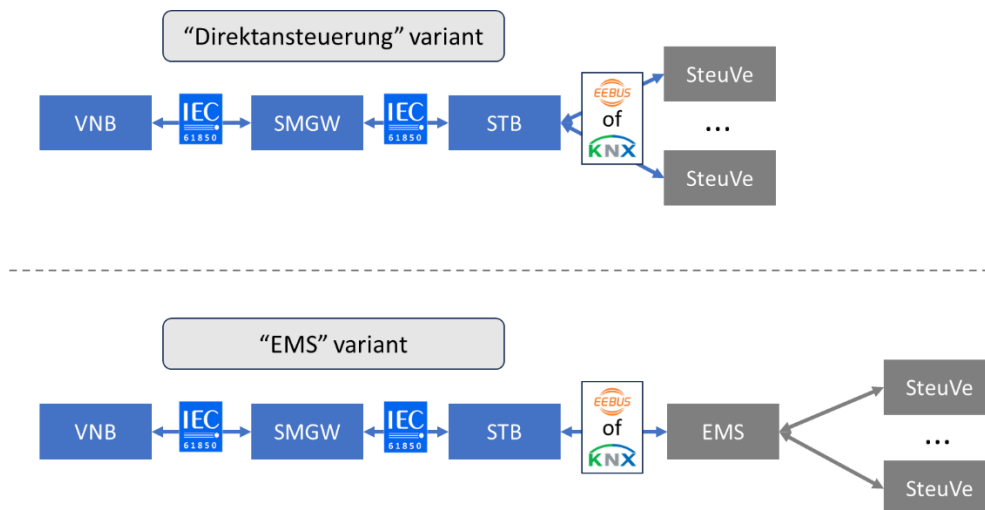 “Direktansteuerung” variant
VNB
IEC
61850
SMGW
IEC
61850
STB
EEBUS
of
KNX
SteuVe
...
SteuVe
“EMS” variant
VNB
IEC
61850
SMGW
IEC
61850
STB
EEBUS
of
KNX
EMS
SteuVe
...
SteuVe